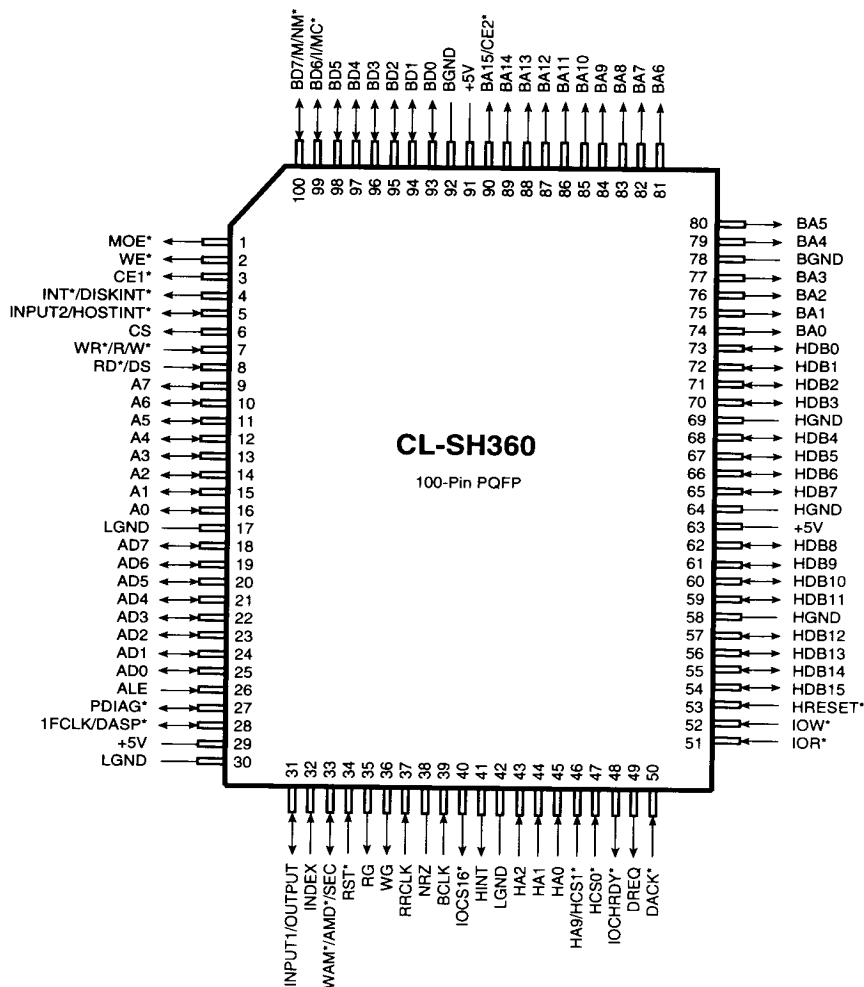 BD7/M/NM*
BD6/I/MC*
BD5
BD4
BD3
BD2
BD1
BD0
BGND
+5V
BA15/CE2*
BA14
BA13
BA12
BA11
BA10
BA9
BA8
BA7
BA6
100 99 98 97 96 95 94 93 92 91 90 89 88 87 86 85 84 83 82 81
MOE* 1
WE* 2
CE1* 3
INT*/DISKINT* 4
INPUT2/HOSTINT* 5
CS 6
WR*/R/W* 7
RD*/DS 8
A7 9
A6 10
A5 11
A4 12
A3 13
A2 14
A1 15
A0 16
LGND 17
AD7 18
AD6 19
AD5 20
AD4 21
AD3 22
AD2 23
AD1 24
AD0 25
ALE 26
PDIAG* 27
1FCLK/DASP* 28
+5V 29
LGND 30
CL-SH360
100-Pin PQFP
80 BA5
79 BA4
78 BGND
77 BA3
76 BA2
75 BA1
74 BA0
73 HDB0
72 HDB1
71 HDB2
70 HDB3
69 HGND
68 HDB4
67 HDB5
66 HDB6
65 HDB7
64 HGND
63 +5V
62 HDB8
61 HDB9
60 HDB10
59 HDB11
58 HGND
57 HDB12
56 HDB13
55 HDB14
54 HDB15
53 HRESET*
52 IOW*
51 IOR*
31 32 33 34 35 36 37 38 39 40 41 42 43 44 45 46 47 48 49 50
INPUT1/OUTPUT
INDEX
WAM*/AMD*/SEC
RST*
RG
WG
RRCLK
NRZ
BCLK
IOCS16*
HINT
LGND
HA2
HA1
HA0
HA9/HCS1*
HCS0*
IOCHRDY*
DREQ
DACK*